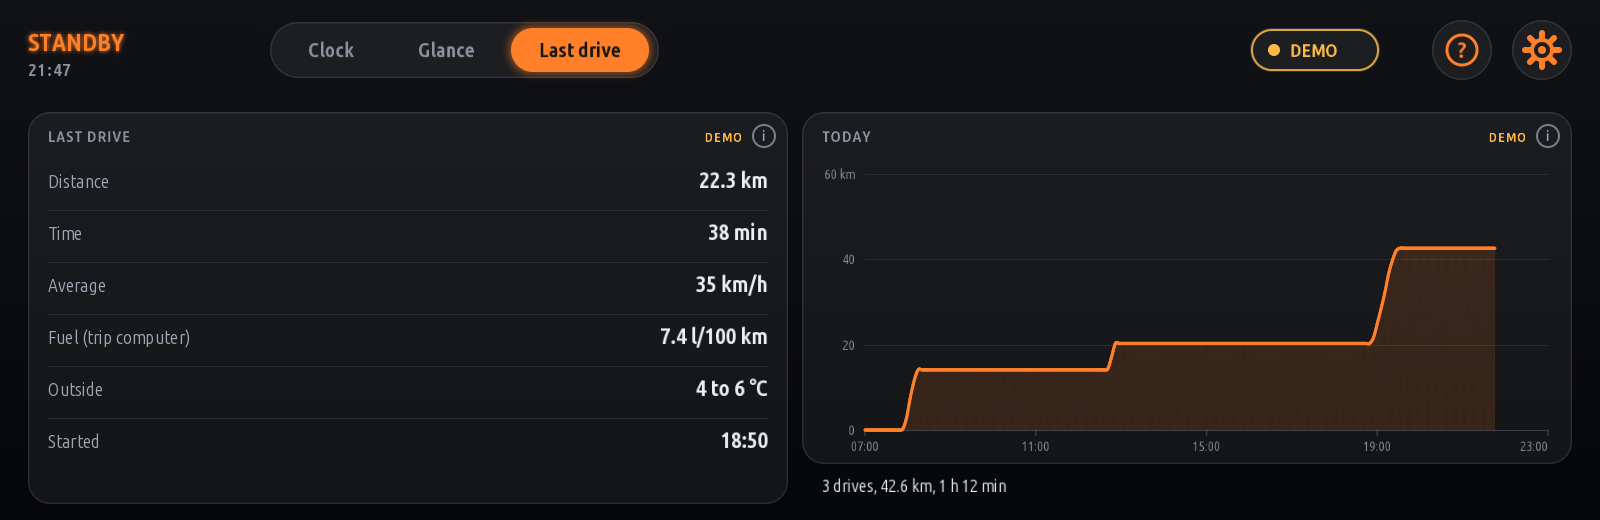 STANDBY
21:47
Clock
Glance
Last drive
DEMO
?
LAST DRIVE
DEMO
i
Distance
22.3 km
Time
38 min
Average
35 km/h
Fuel (trip computer)
7.4 l/100 km
Outside
4 to 6 °C
Started
18:50
TODAY
DEMO
i
60 km
40
20
0
07:00
11:00
15:00
19:00
23:00
3 drives, 42.6 km, 1 h 12 min